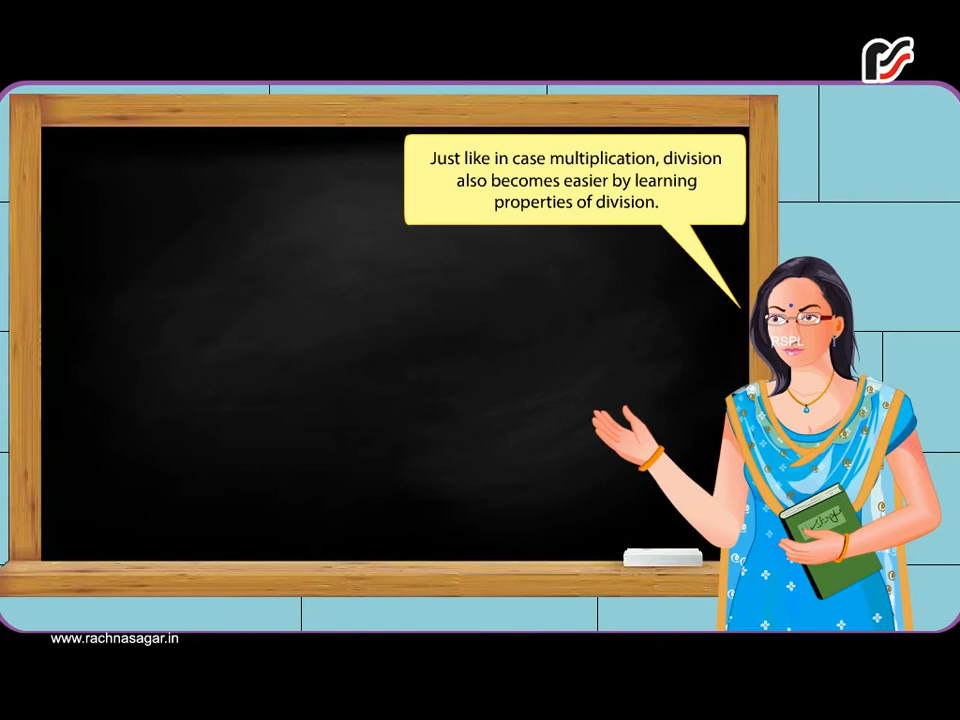 Just like in case multiplication, division
also becomes easier by learning
properties of division.
RSPL
www.rachnasagar.in